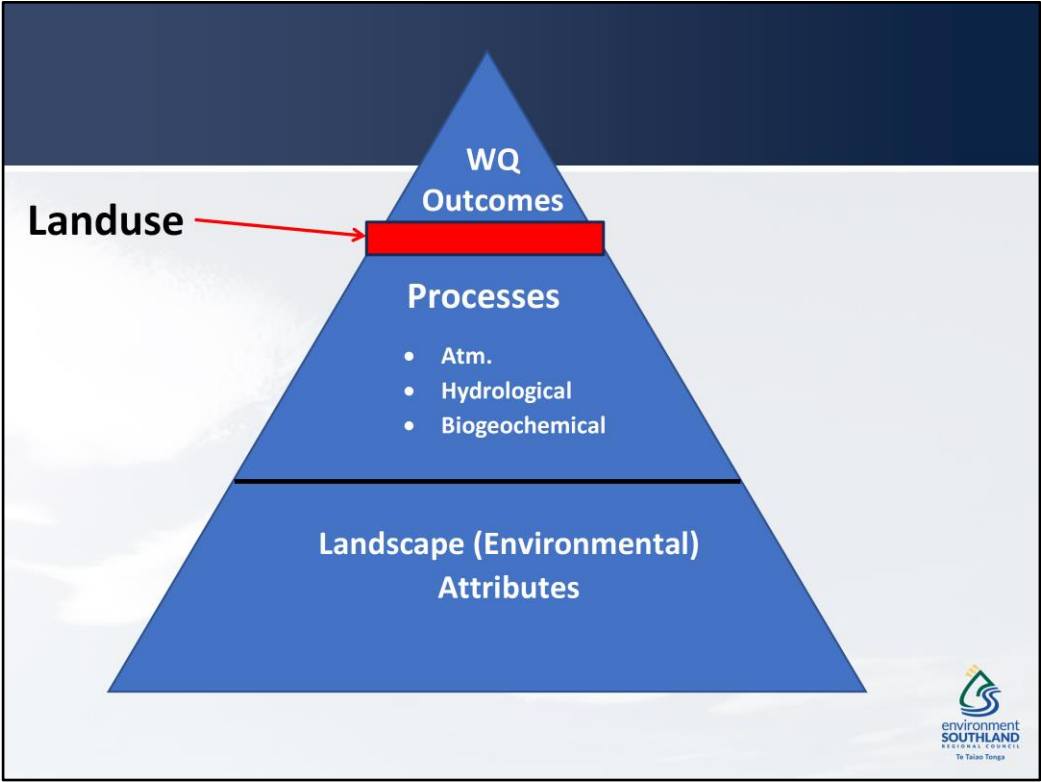 WQ
Outcomes
Landuse
Processes
• Atm.
• Hydrological
• Biogeochemical
Landscape (Environmental)
Attributes
environment
SOUTHLAND
REGIONAL COUNCIL
Te Taiao Tonga